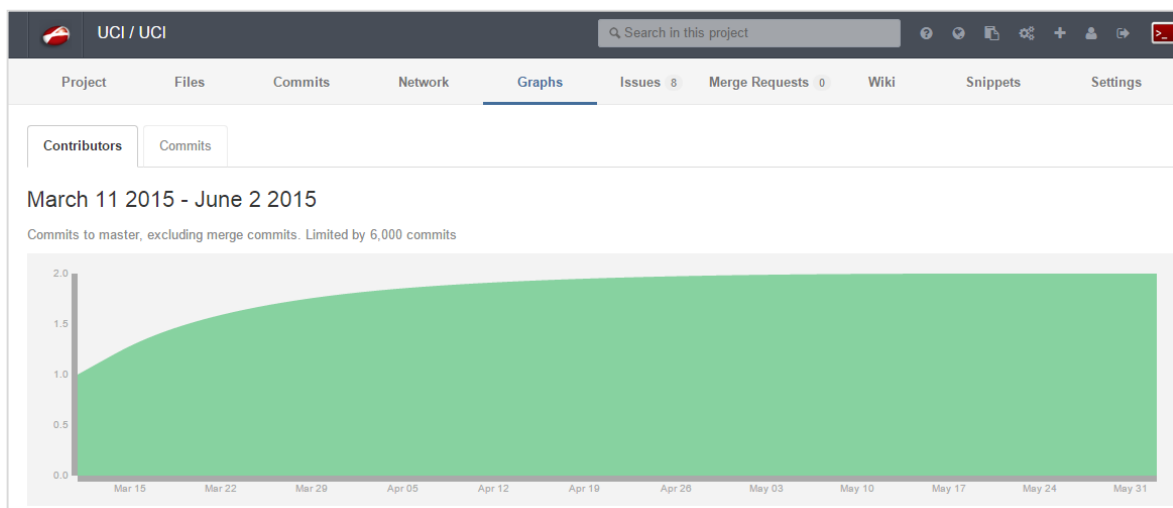 UCI / UCI Search in this project >_
Project Files Commits Network Graphs Issues 8 Merge Requests 0 Wiki Snippets Settings
Contributors Commits
March 11 2015 - June 2 2015
Commits to master, excluding merge commits. Limited by 6,000 commits
2.0
1.5
1.0
0.5
0.0
Mar 15 Mar 22 Mar 29 Apr 05 Apr 12 Apr 19 Apr 26 May 03 May 10 May 17 May 24 May 31